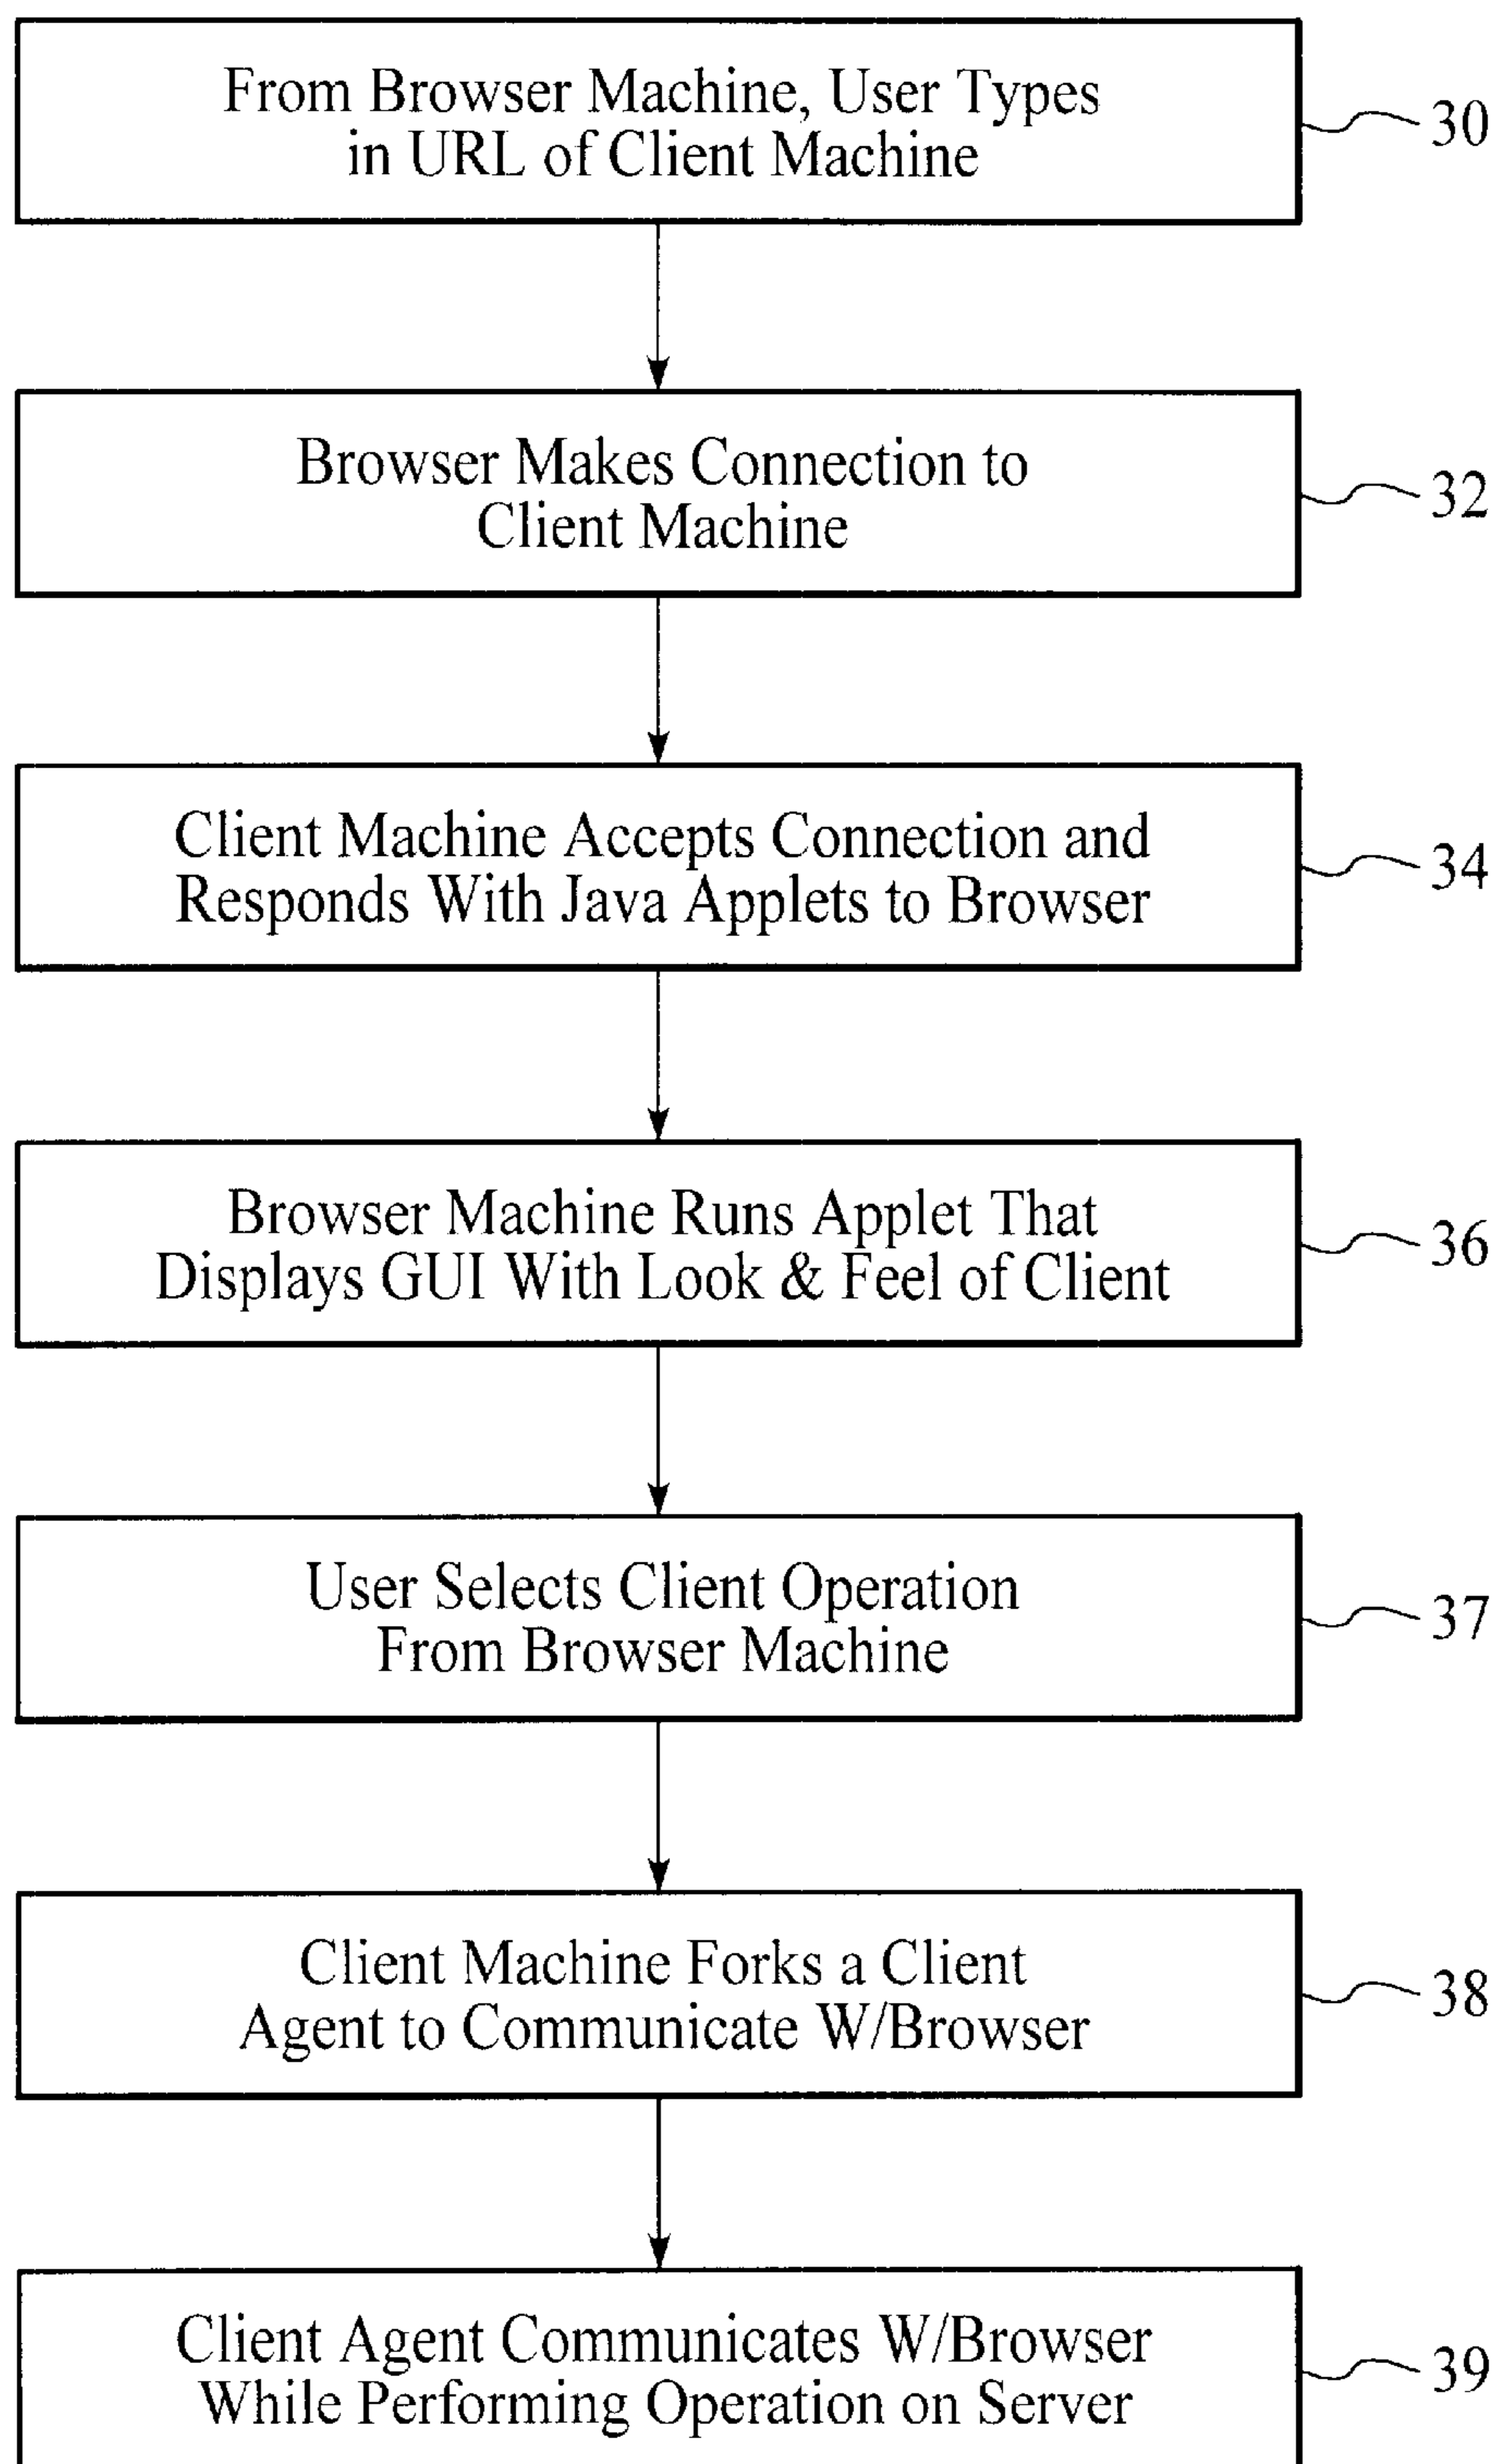 From Browser Machine, User Types
in URL of Client Machine
30
Browser Makes Connection to
Client Machine
32
Client Machine Accepts Connection and
Responds With Java Applets to Browser
34
Browser Machine Runs Applet That
Displays GUI With Look & Feel of Client
36
User Selects Client Operation
From Browser Machine
37
Client Machine Forks a Client
Agent to Communicate W/Browser
38
Client Agent Communicates W/Browser
While Performing Operation on Server
39